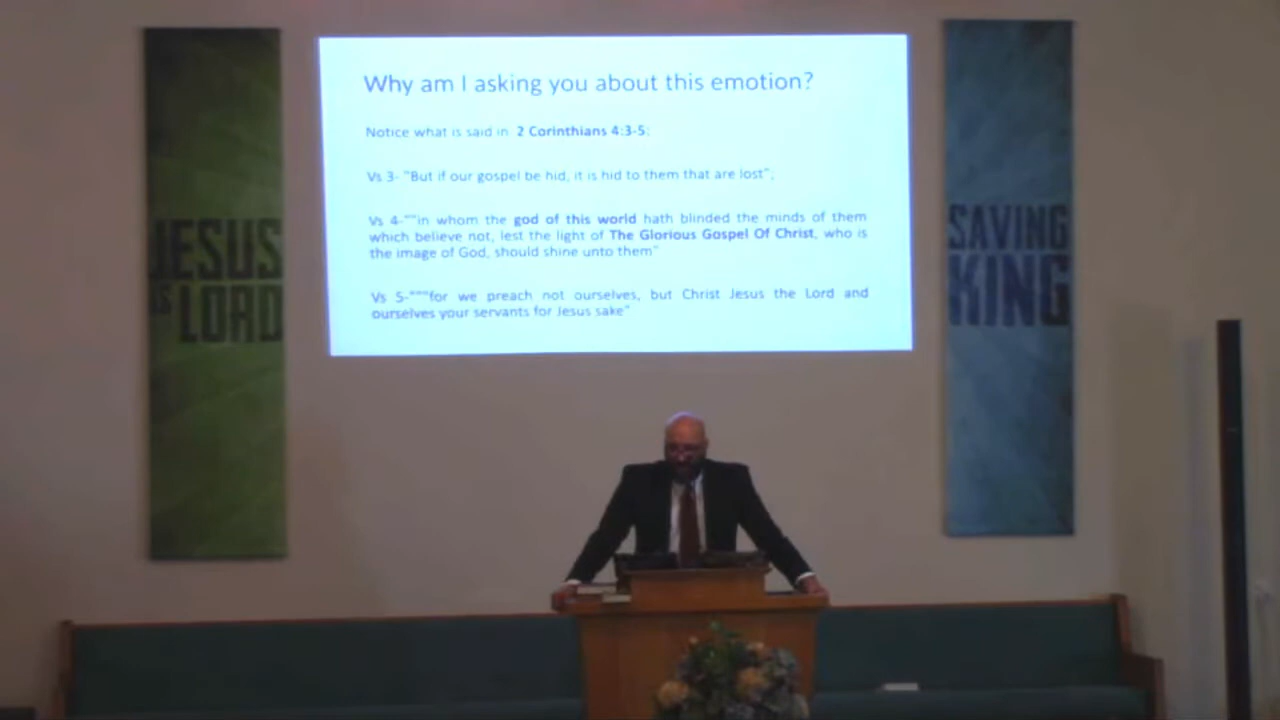 Why am I asking you about this emotion?
Notice what is said in 2 Corinthians 4:3-5:
Vs 3- "But if our gospel be hid, it is hid to them that are lost";
Vs 4-""in whom the god of this world hath blinded the minds of them
which believe not, lest the light of The Glorious Gospel Of Christ, who is
the image of God, should shine unto them"
Vs 5-"""for we preach not ourselves, but Christ Jesus the Lord and
ourselves your servants for Jesus sake"
JESUS
IS LORD
SAVING
KING